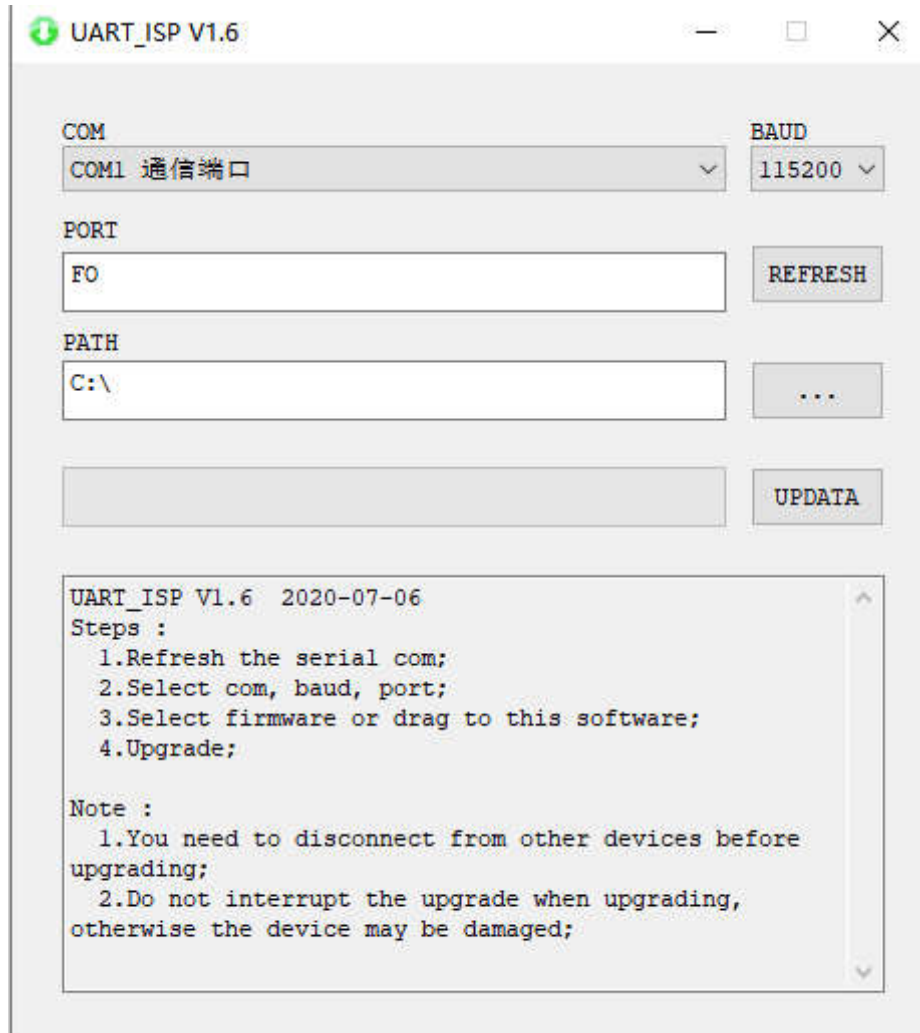 UART_ISP V1.6
COM
BAUD
COM1 通信端口
115200
PORT
FO
REFRESH
PATH
C:\
...
UPDATA
UART_ISP V1.6  2020-07-06
Steps :
1.Refresh the serial com;
2.Select com, baud, port;
3.Select firmware or drag to this software;
4.Upgrade;
Note :
1.You need to disconnect from other devices before
upgrading;
2.Do not interrupt the upgrade when upgrading,
otherwise the device may be damaged;